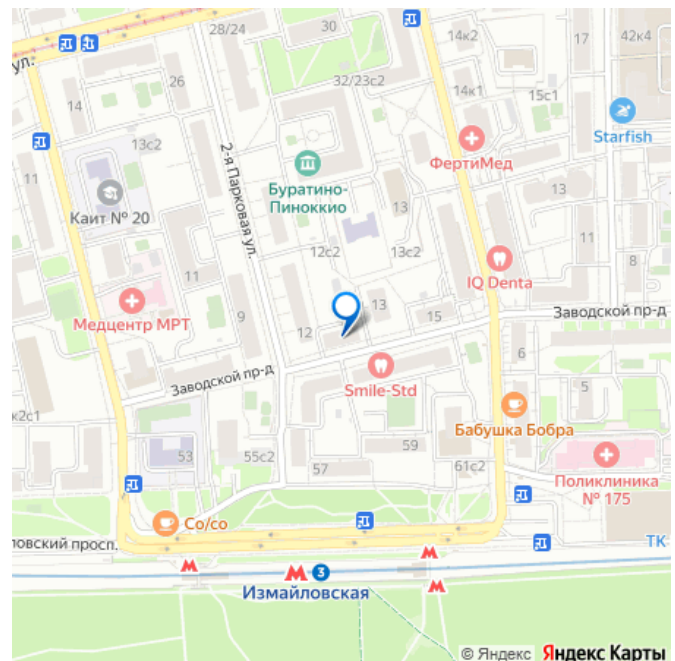 28/24
30
14к2
17
42к4
ул.
26
32/23с2
14к1
15с1
14
Starfish
13с2
ФертиМед
11
2-я Парковая ул.
Буратино-
Пиноккио
13
Каит № 20
13
12с2
13с2
11
11
IQ Denta
8
Медцентр МРТ
9
12
13
15
Заводской пр-д
6
Заводской пр-д
Smile-Std
5
к2с1
Бабушка Бобра
53
55с2
57
59
61с2
Поликлиника
№ 175
Co/co
ловский просп.
ТК
3
Измайловская
© Яндекс Яндекс Карты